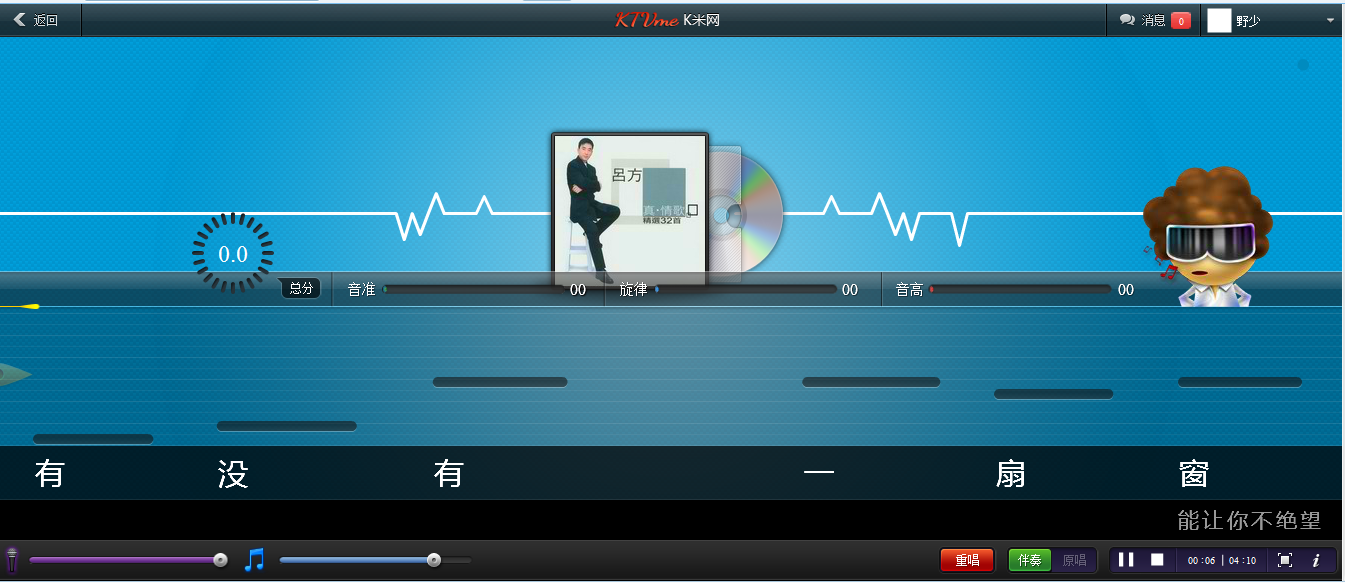 返回
KTVme K米网
消息 0
野少
呂方
真·情歌
精選32首
0.0
总分
音准 00
旋律 00
音高 00
有 没 有 一 扇 窗
能让你不绝望
重唱
伴奏 原唱
00:06 | 04:10
i